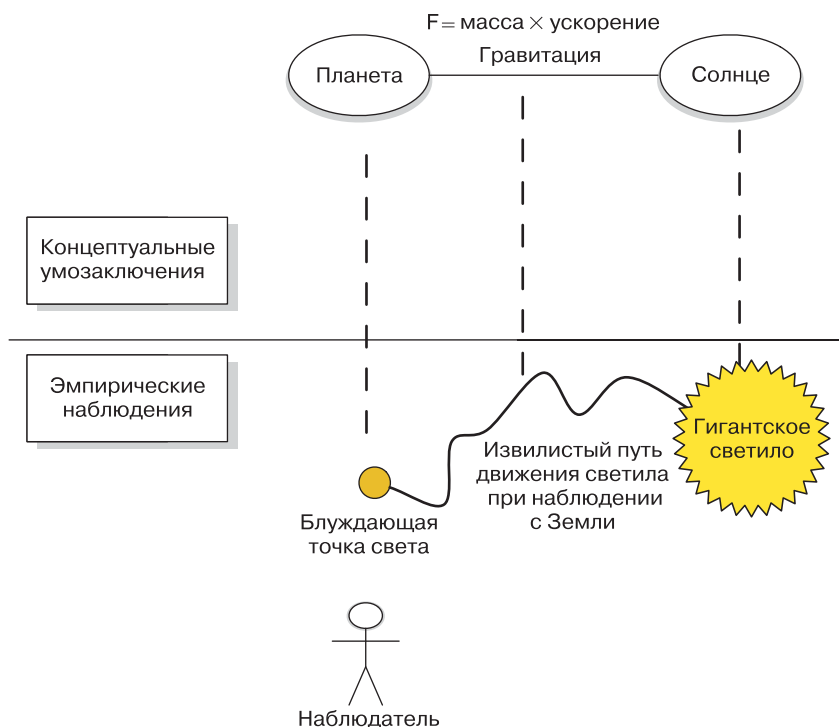 F = масса × ускорение
Планета
Гравитация
Солнце
Концептуальные
умозаключения
Эмпирические
наблюдения
Гигантское
светило
Извилистый путь
движения светила
при наблюдении
с Земли
Блуждающая
точка света
Наблюдатель